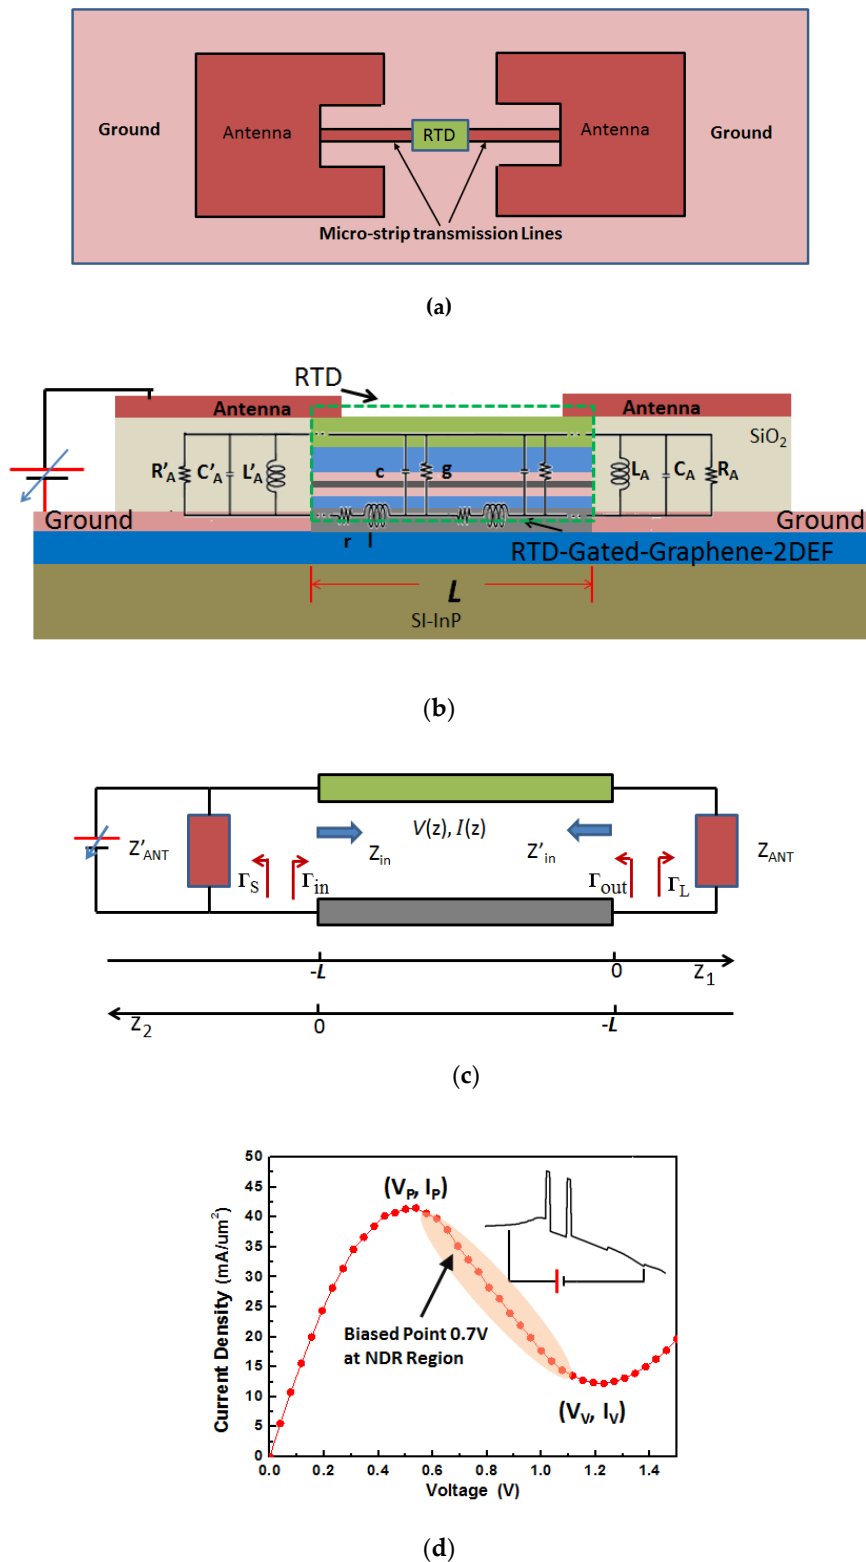 Ground
Antenna
RTD
Antenna
Ground
Micro-strip transmission Lines
(a)
RTD
Antenna
Antenna
SiO2
R'A
C'A
L'A
c
g
LA
CA
RA
Ground
Ground
r
l
RTD-Gated-Graphene-2DEF
L
SI-InP
(b)
V(z), I(z)
Z'ANT
Zin
Z'in
ZANT
ΓS
Γin
Γout
ΓL
-L
0
z1
z2
0
-L
(c)
50
45
40
35
30
25
20
15
10
5
0
Current Density (mA/um2)
(VP, IP)
Biased Point 0.7V
at NDR Region
(VV, IV)
0.0
0.2
0.4
0.6
0.8
1.0
1.2
1.4
Voltage (V)
(d)